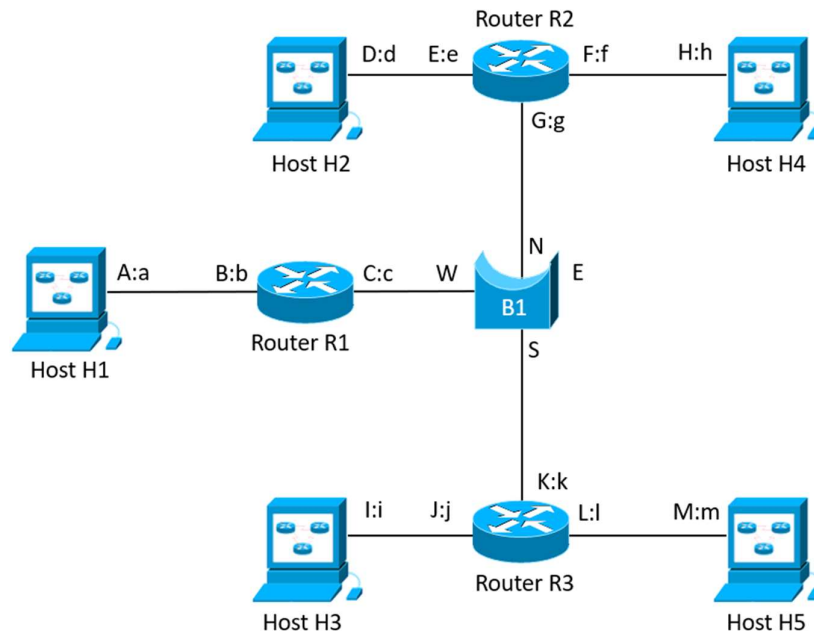 Router R2
D:d
E:e
F:f
H:h
G:g
Host H2
Host H4
A:a
B:b
C:c
W
N
E
B1
S
Host H1
Router R1
K:k
I:i
J:j
L:l
M:m
Host H3
Router R3
Host H5